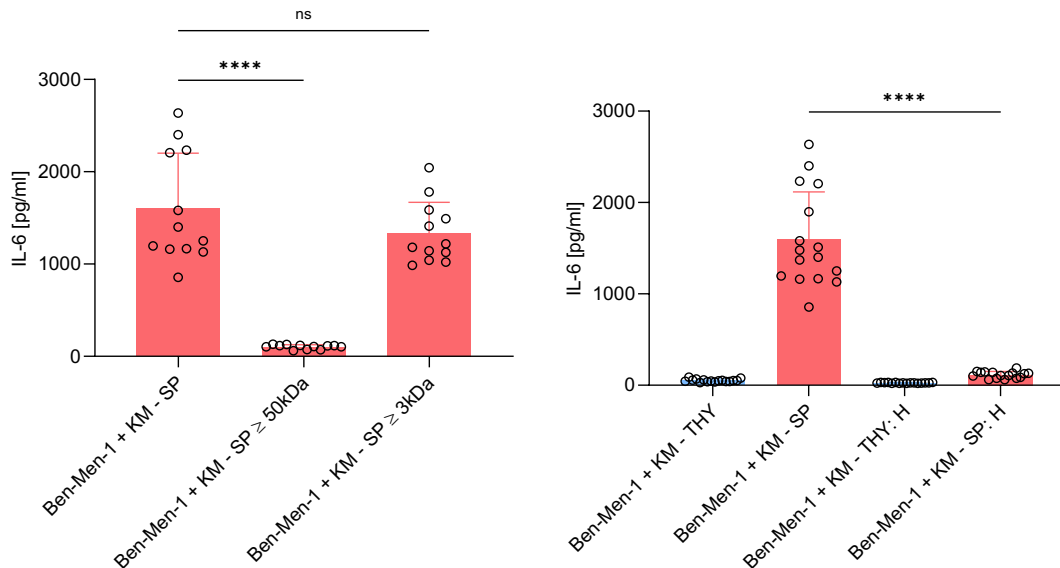 ns
****
3000
2000
1000
0
IL-6 [pg/ml]
Ben-Men-1 + KM - SP
Ben-Men-1 + KM - SP ≥ 50kDa
Ben-Men-1 + KM - SP ≥ 3kDa
****
3000
2000
1000
0
IL-6 [pg/ml]
Ben-Men-1 + KM - THY
Ben-Men-1 + KM - SP
Ben-Men-1 + KM - THY: H
Ben-Men-1 + KM - SP: H